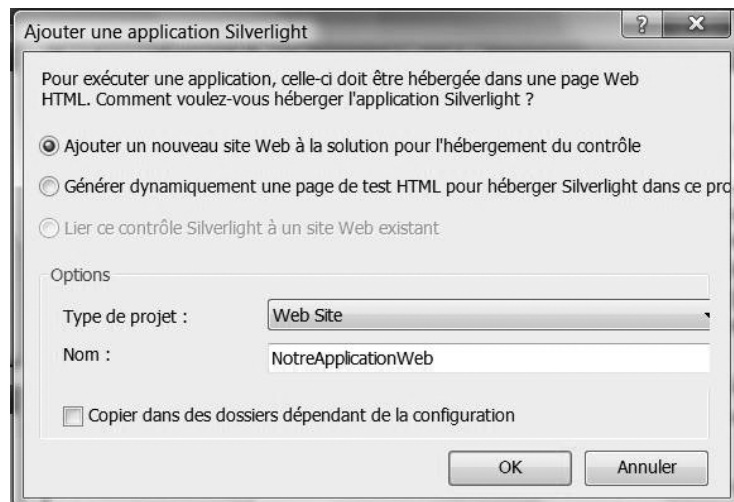 Ajouter une application Silverlight
Pour exécuter une application, celle-ci doit être hébergée dans une page Web
HTML. Comment voulez-vous héberger l'application Silverlight ?
Ajouter un nouveau site Web à la solution pour l'hébergement du contrôle
Générer dynamiquement une page de test HTML pour héberger Silverlight dans ce pro
Lier ce contrôle Silverlight à un site Web existant
Options
Type de projet : Web Site
Nom : NotreApplicationWeb
Copier dans des dossiers dépendant de la configuration
OK Annuler